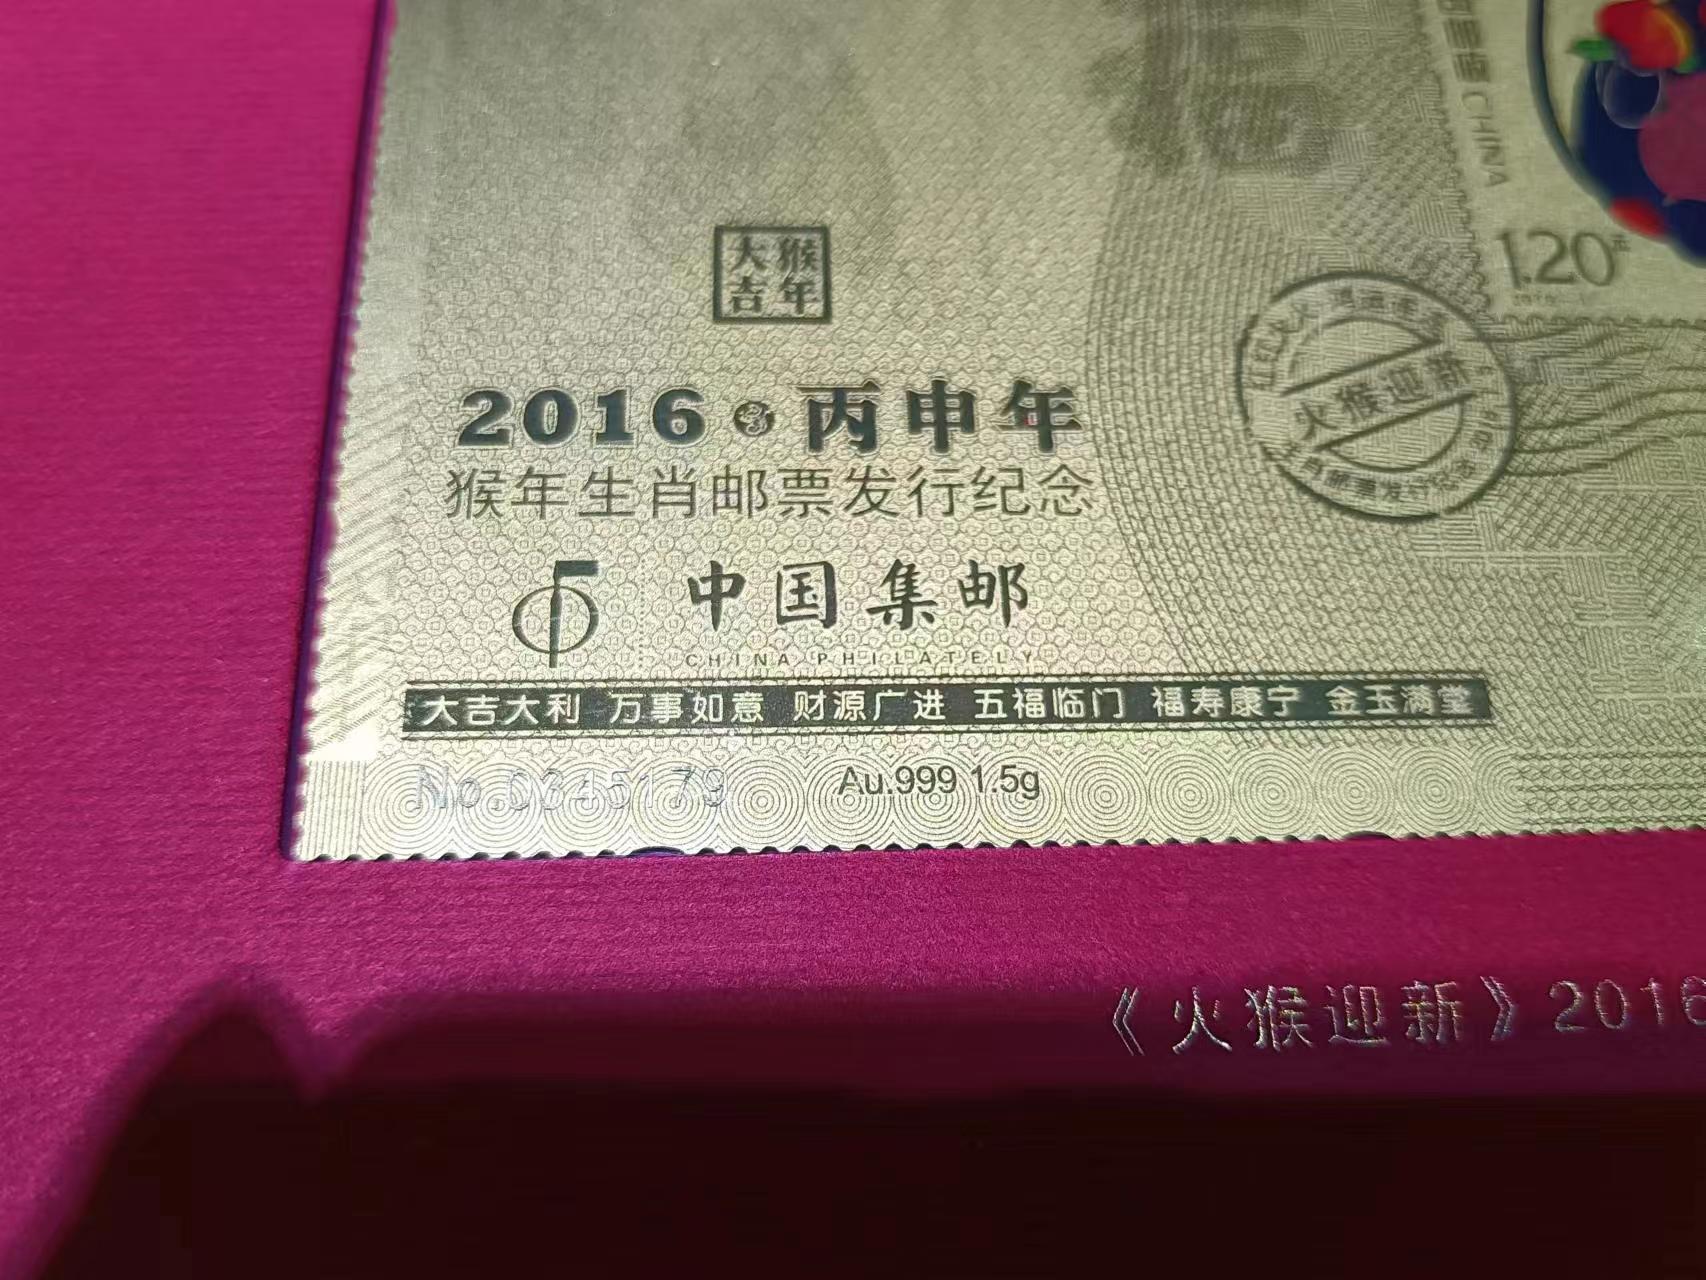 中国邮政 CHINA
1.20元
猴年
大吉
火猴迎新
2016·丙申年
猴年生肖邮票发行纪念
中国集邮
CHINA PHILATELY
大吉大利 万事如意 财源广进 五福临门 福寿康宁 金玉满堂
No.0345179 Au.999 1.5g
《火猴迎新》2016